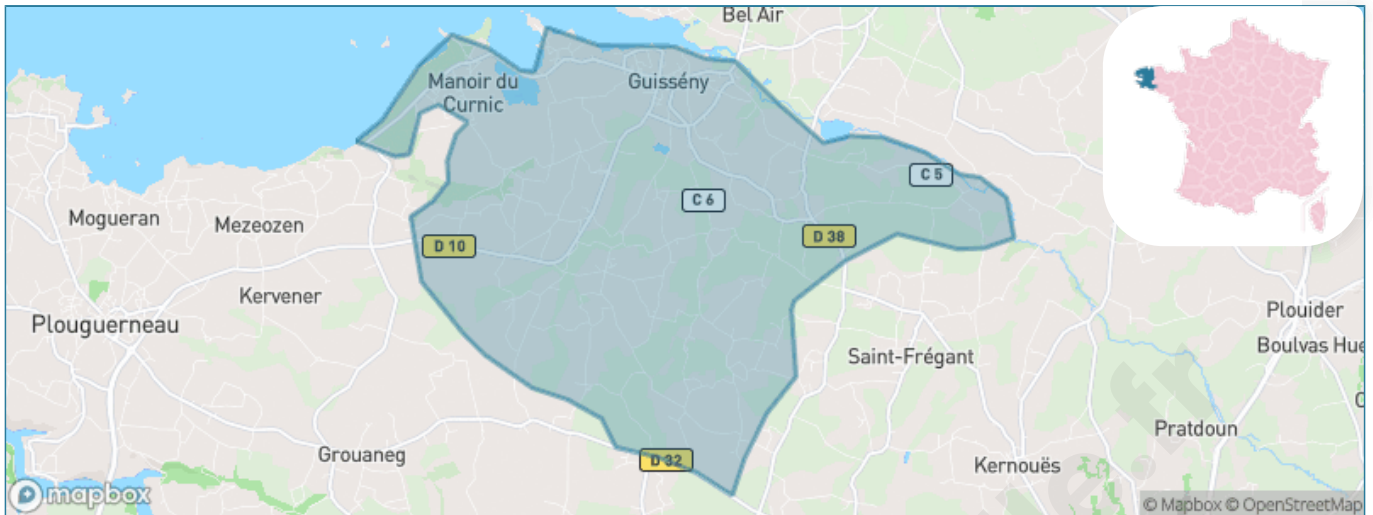 Bel Air
Manoir du
Curnic
Guissény
C 5
C 6
Mogueran
Mezeozen
D 10
D 38
Kervener
Plouguerneau
Plouider
Boulvas Hue
Saint-Frégant
Pratdoun
Grouaneg
D 32
Kernouës
mapbox
© Mapbox © OpenStreetMap